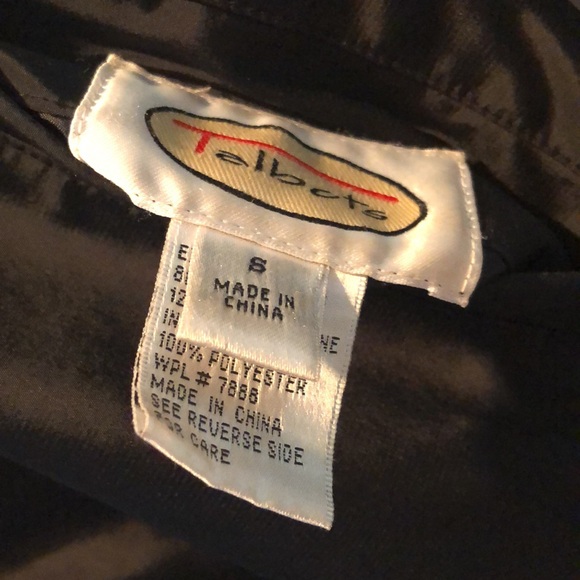 Talbots
S
MADE IN
CHINA
100% POLYESTER
WPL # 7888
MADE IN CHINA
SEE REVERSE SIDE
FOR CARE